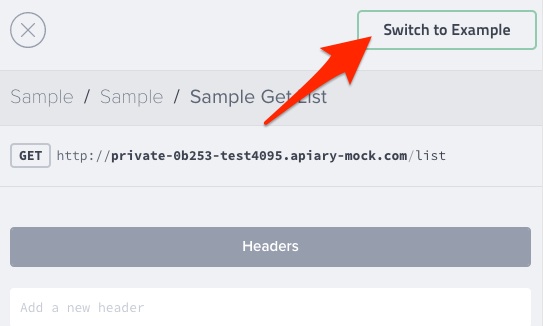 Switch to Example
Sample / Sample / Sample Get List
GET http://private-0b253-test4095.apiary-mock.com/list
Headers
Add a new header